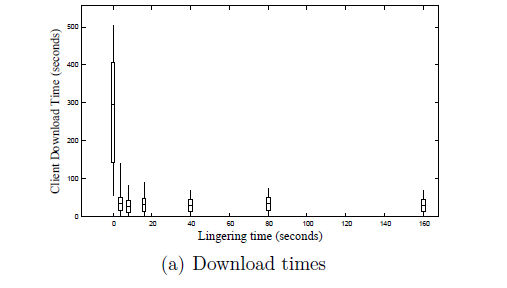 500
400
300
200
100
0
Client Download Time (seconds)
0 20 40 60 80 100 120 140 160
Lingering time (seconds)
(a) Download times